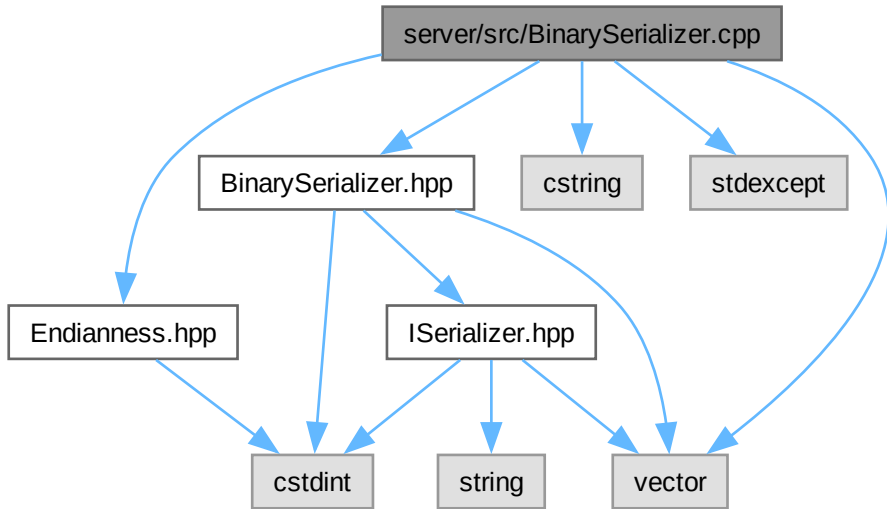 server/src/BinarySerializer.cpp
BinarySerializer.hpp
cstring
stdexcept
Endianness.hpp
ISerializer.hpp
cstdint
string
vector